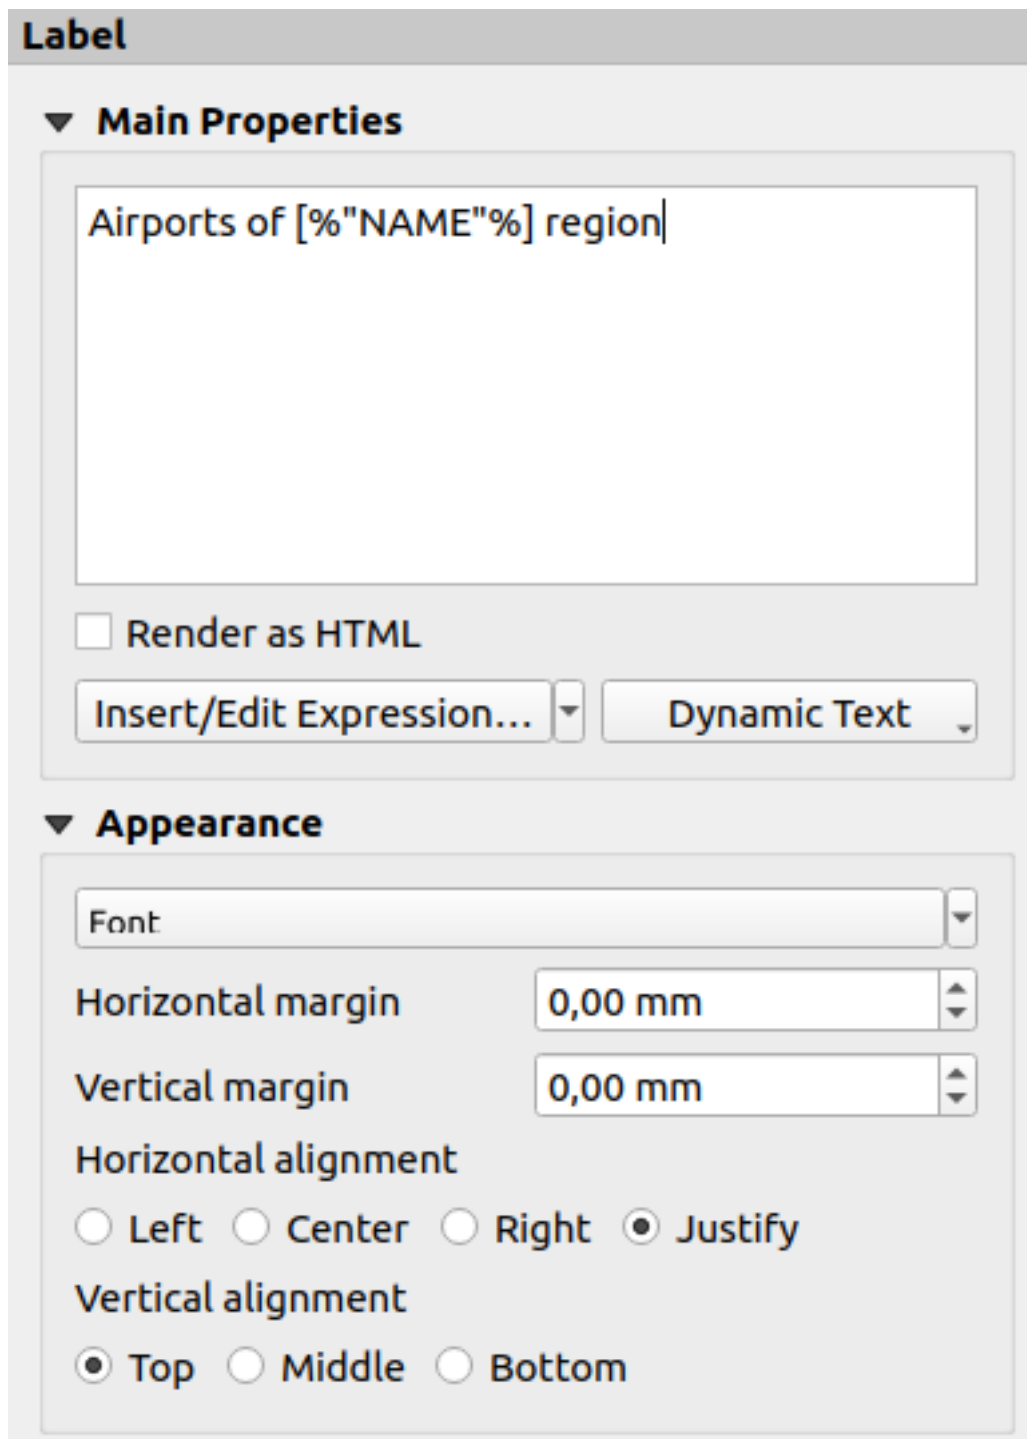 Label
Main Properties
Airports of [%"NAME"%] region
Render as HTML
Insert/Edit Expression... Dynamic Text
Appearance
Font
Horizontal margin 0,00 mm
Vertical margin 0,00 mm
Horizontal alignment
Left Center Right Justify
Vertical alignment
Top Middle Bottom